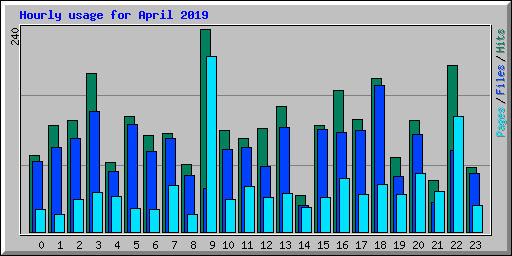 Hourly usage for April 2019
240
Pages/Files/Hits
0 1 2 3 4 5 6 7 8 9 10 11 12 13 14 15 16 17 18 19 20 21 22 23